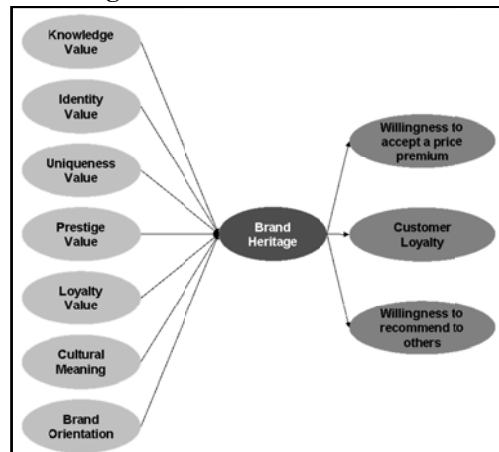 Knowledge
Value
Identity
Value
Uniqueness
Value
Prestige
Value
Loyalty
Value
Cultural
Meaning
Brand
Orientation
Brand
Heritage
Willingness to
accept a price
premium
Customer
Loyalty
Willingness to
recommend to
others